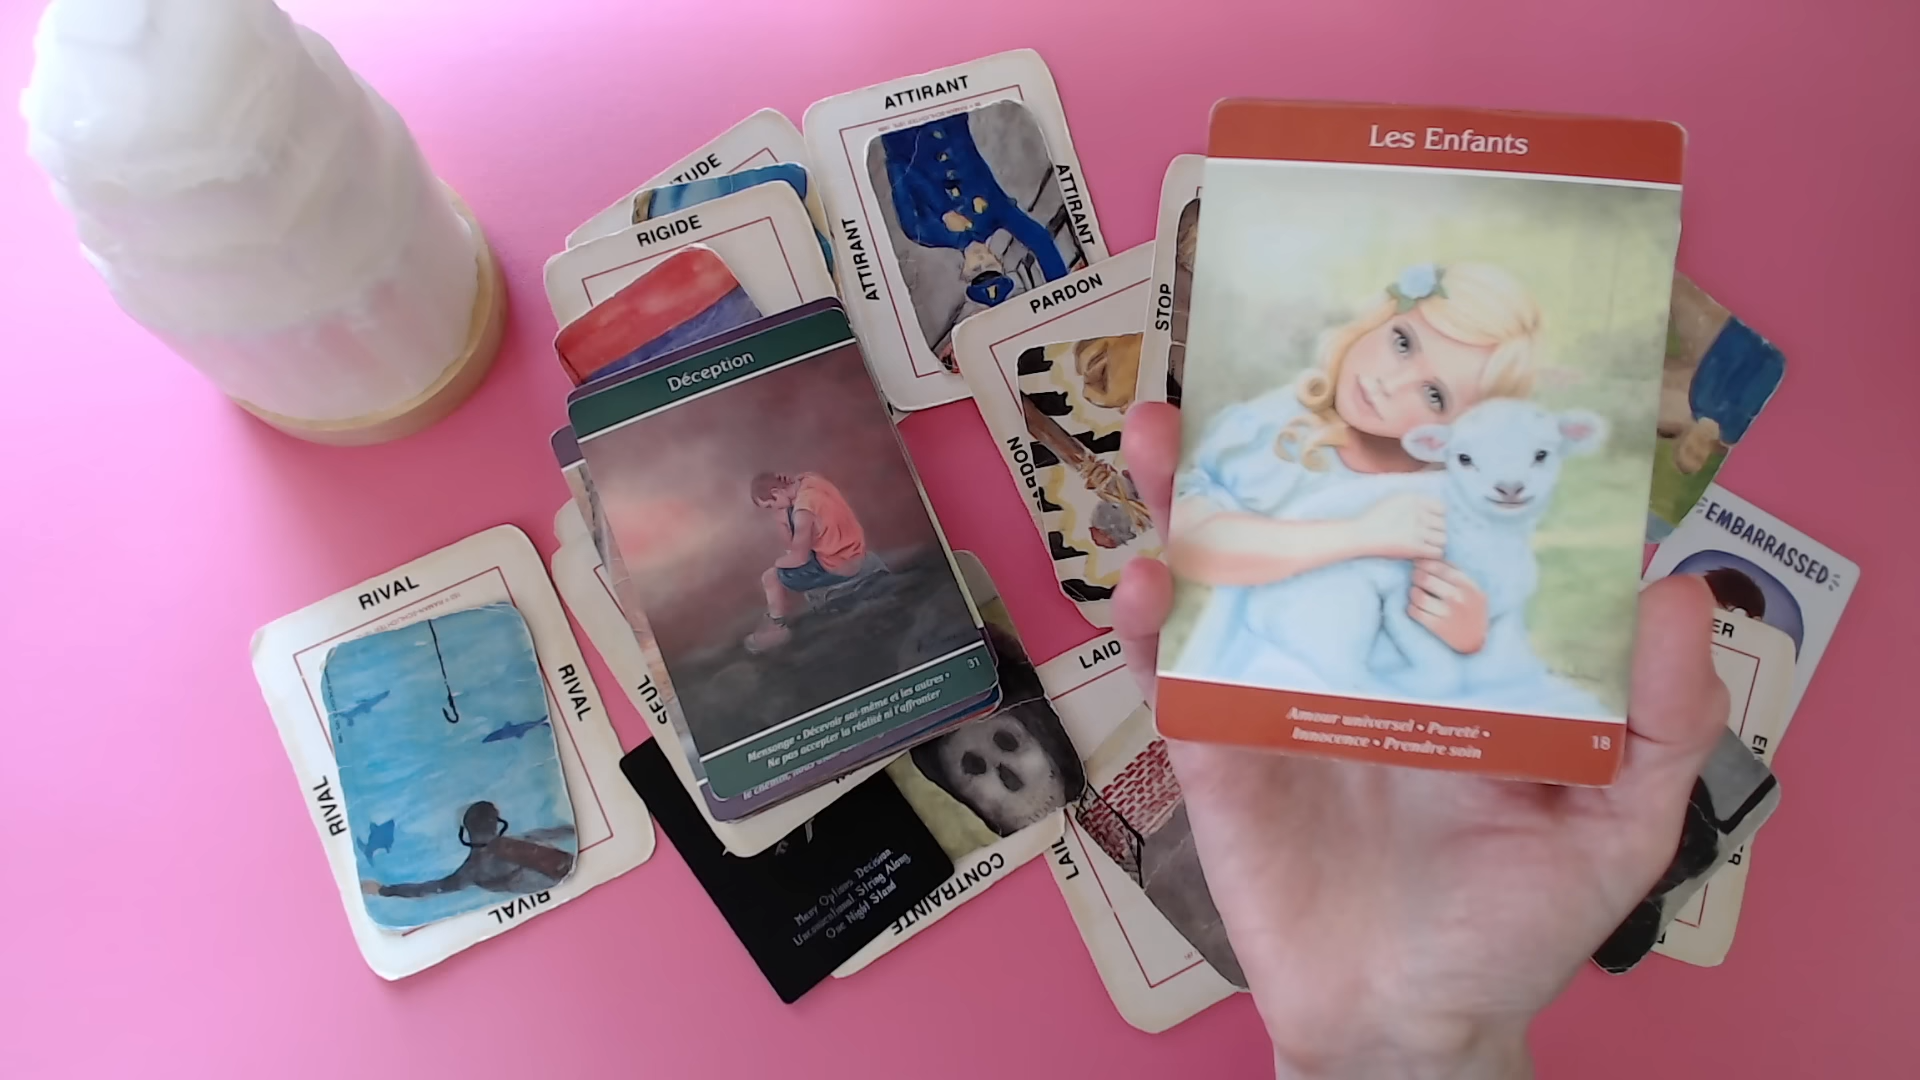 ATTIRANT
ATTIRANT
ATTIRANT
RIGIDE
PARDON
STOP
Les Enfants
Amour universel • Pureté •
Innocence • Prendre soin
18
Déception
31
Mensonge • Décevoir soi-même et les autres •
Ne pas accepter la réalité ni l'affronter
EMBARRASSED
RIVAL
RIVAL
RIVAL
RIVAL
SEUL
LAID
CONTRAINTE
Many Options, Decision,
Unconventional, String Along
One Night Stand